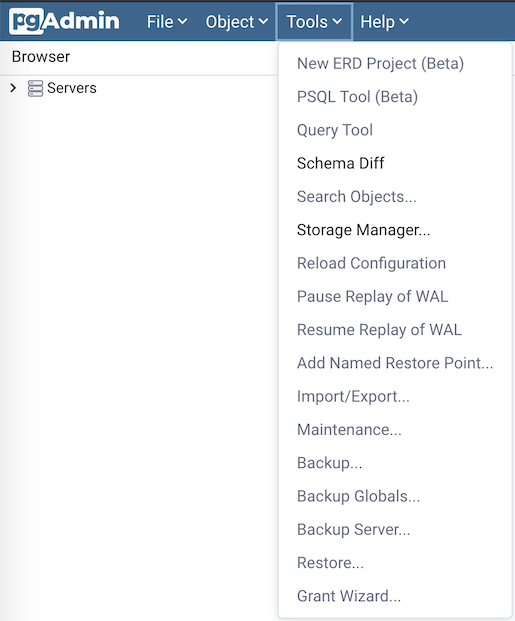 pgAdmin File Object Tools Help
Browser
Servers
New ERD Project (Beta)
PSQL Tool (Beta)
Query Tool
Schema Diff
Search Objects...
Storage Manager...
Reload Configuration
Pause Replay of WAL
Resume Replay of WAL
Add Named Restore Point...
Import/Export...
Maintenance...
Backup...
Backup Globals...
Backup Server...
Restore...
Grant Wizard...